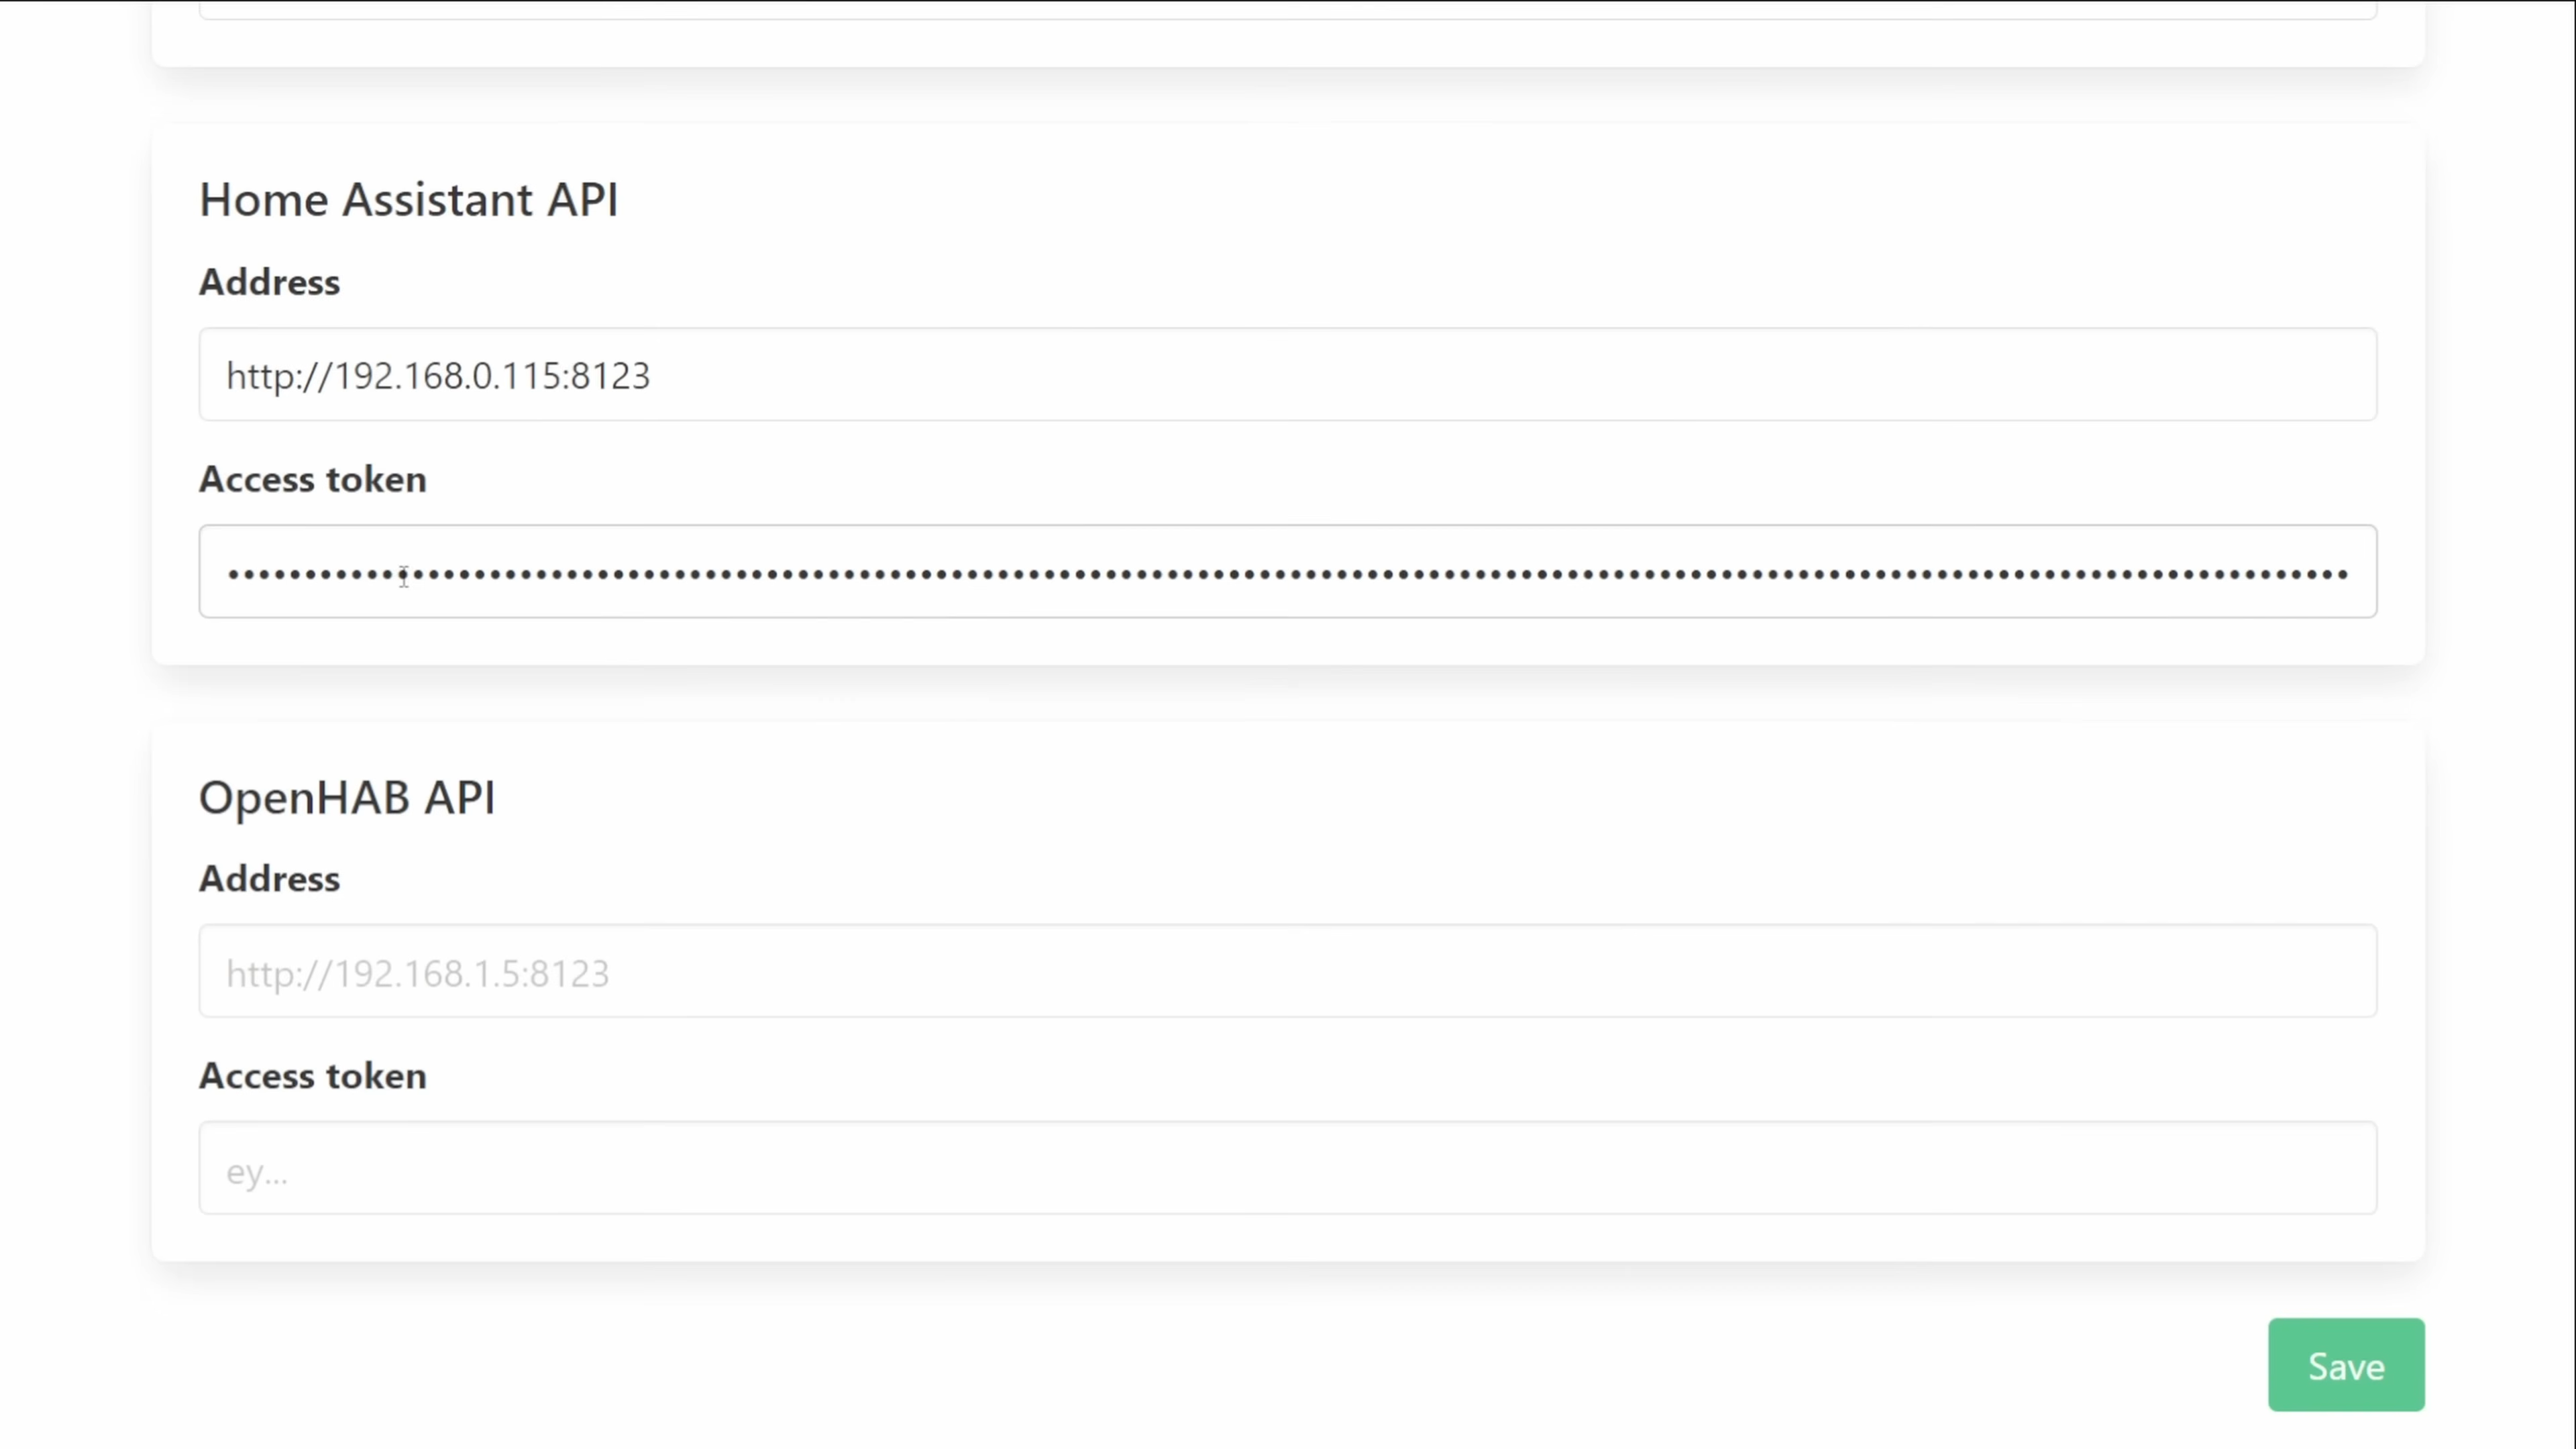 Home Assistant API
Address
http://192.168.0.115:8123
Access token
••••••••••••••••••••••••••••••••••••••••••••••••••••••••••••••••••••••••••••••••••••••••••••••••••••••••••••••••••••••••••••••••••••••••••
OpenHAB API
Address
http://192.168.1.5:8123
Access token
ey...
Save